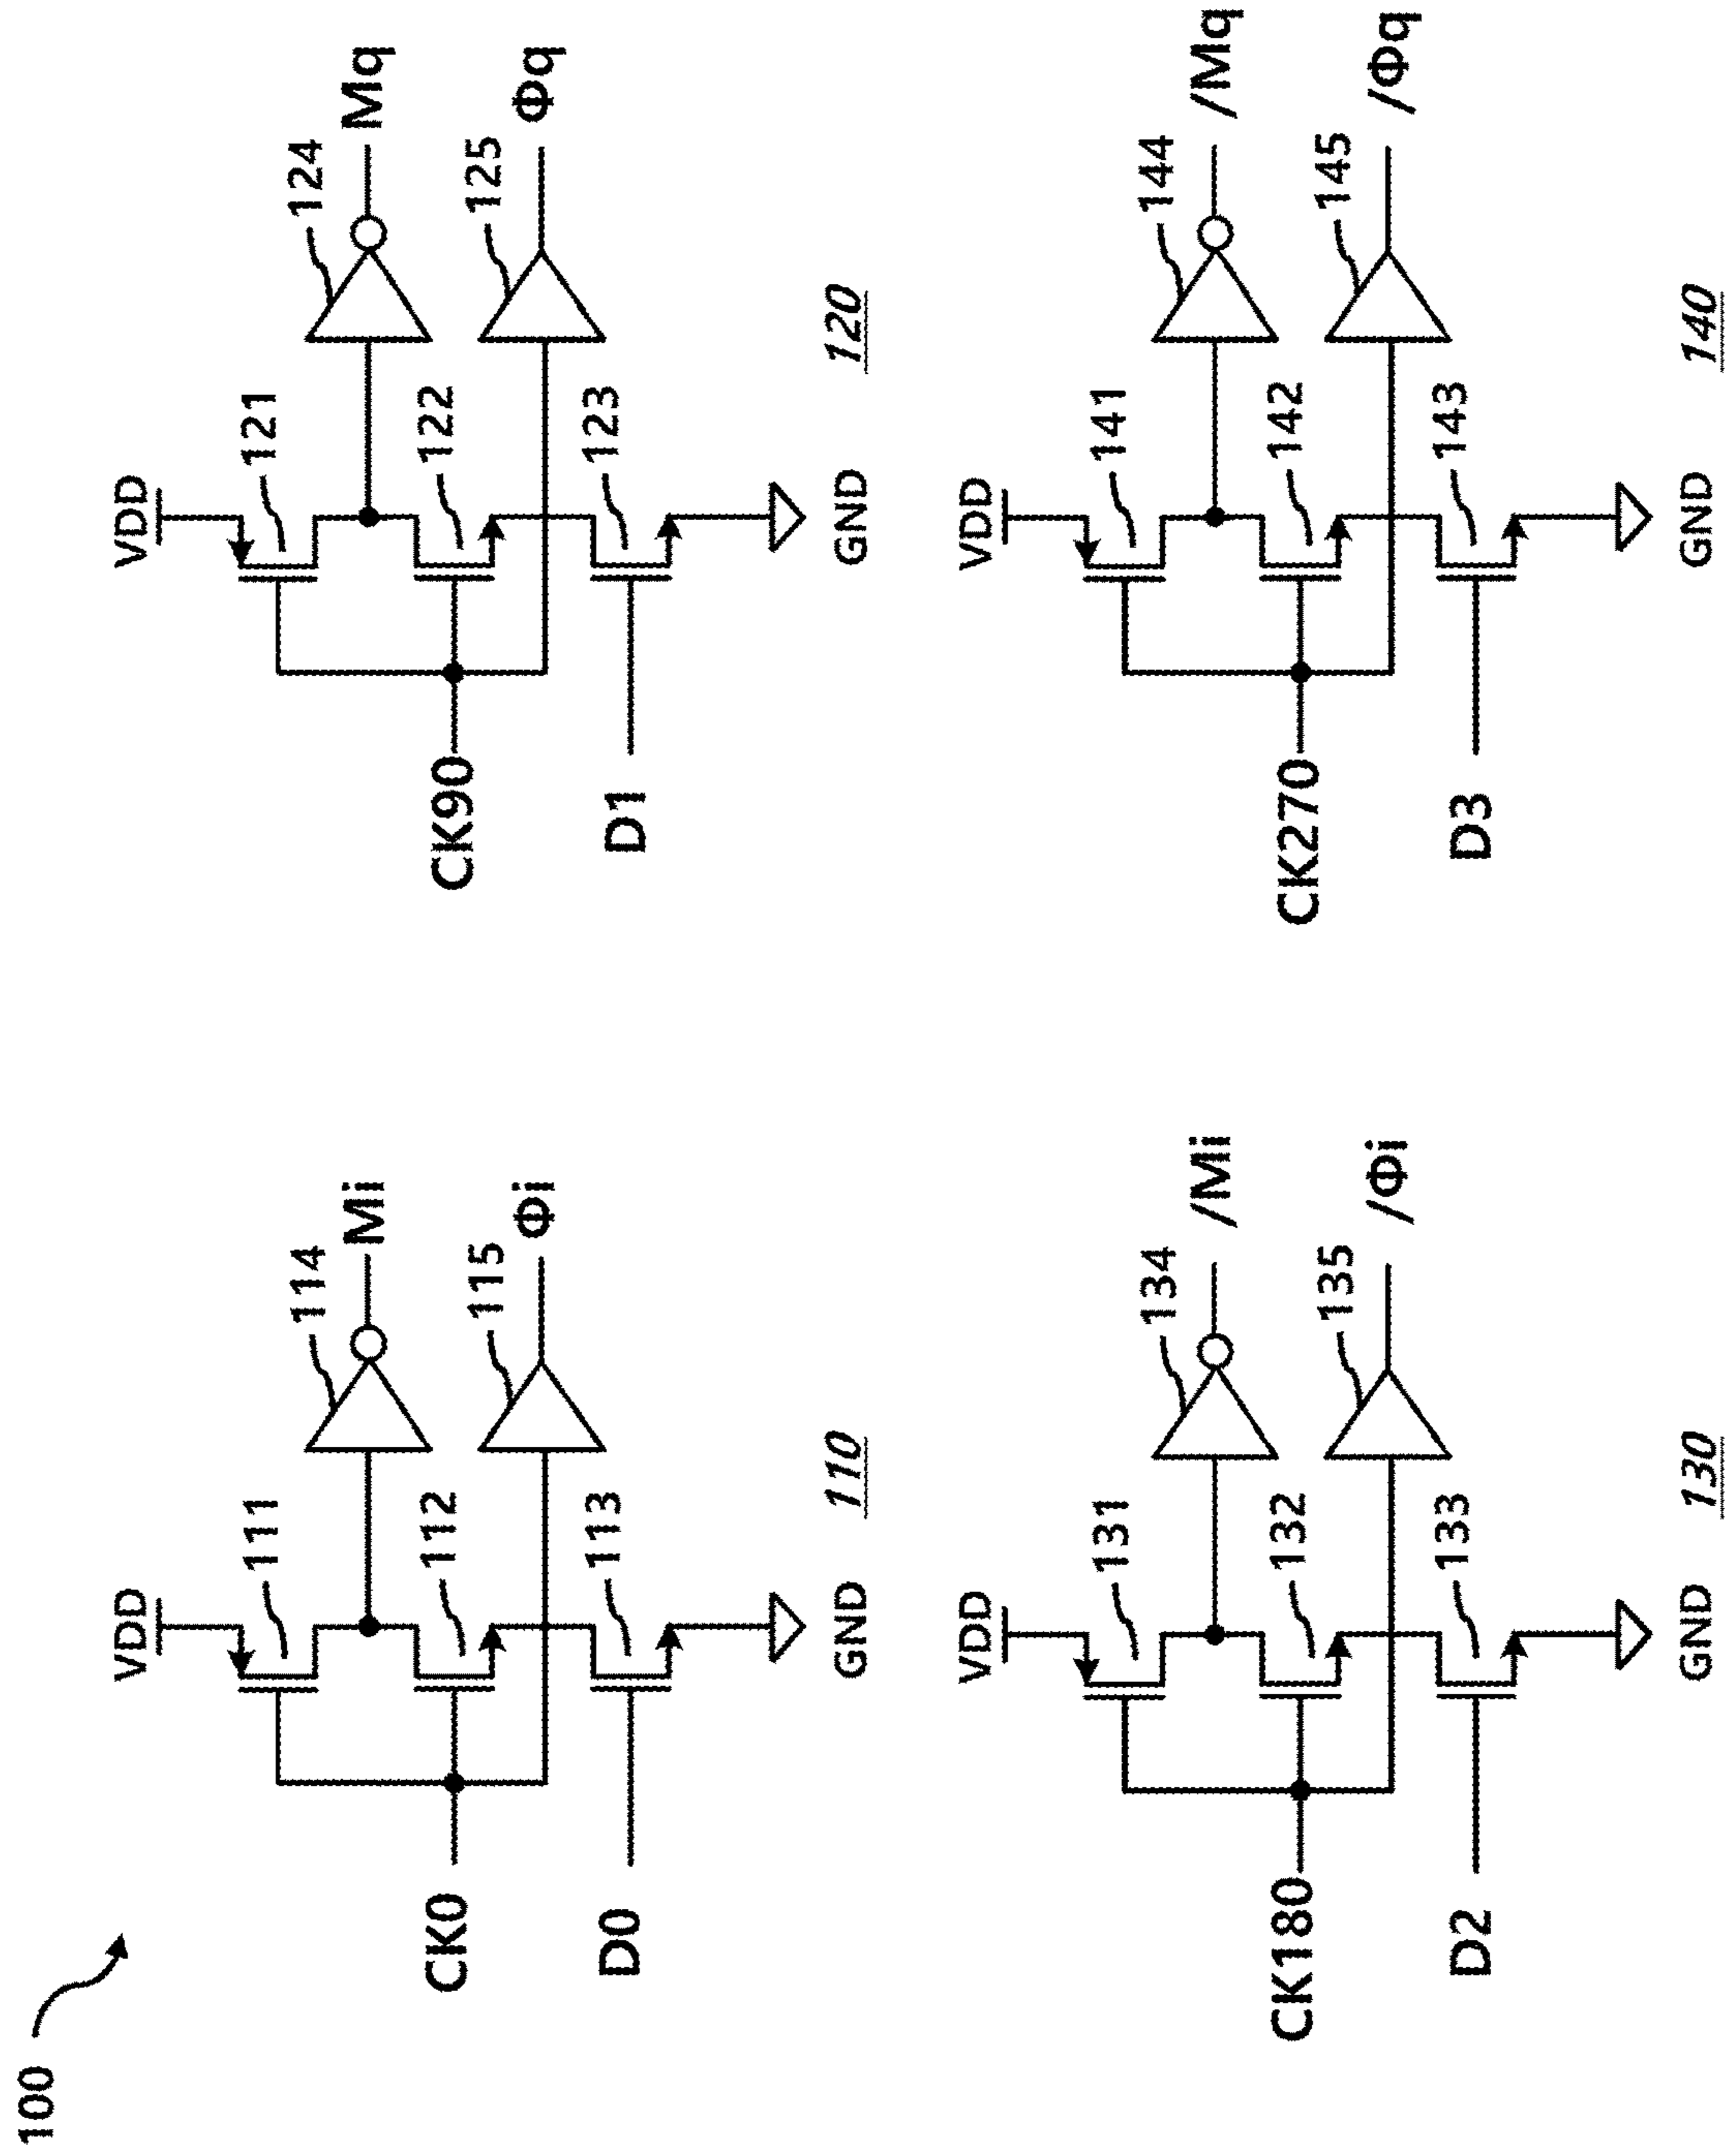 100
VDD
111
114
Mi
CK0
112
115
Φi
D0
113
GND
110
VDD
121
124
Mq
CK90
122
125
Φq
D1
123
GND
120
VDD
131
134
/Mi
CK180
132
135
/Φi
D2
133
GND
130
VDD
141
144
/Mq
CK270
142
145
/Φq
D3
143
GND
140